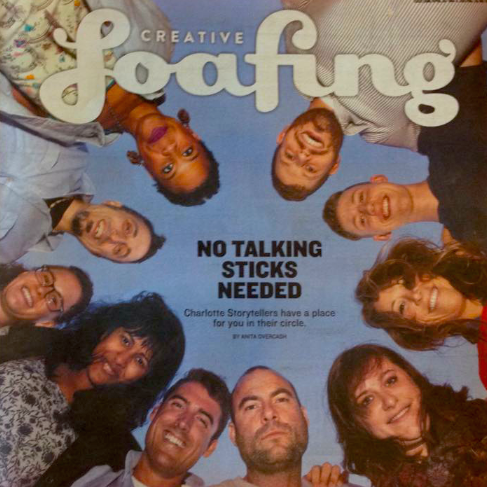 CREATIVE
Loafing
NO TALKING
STICKS
NEEDED
Charlotte Storytellers have a place
for you in their circle.
BY ANITA OVERCASH